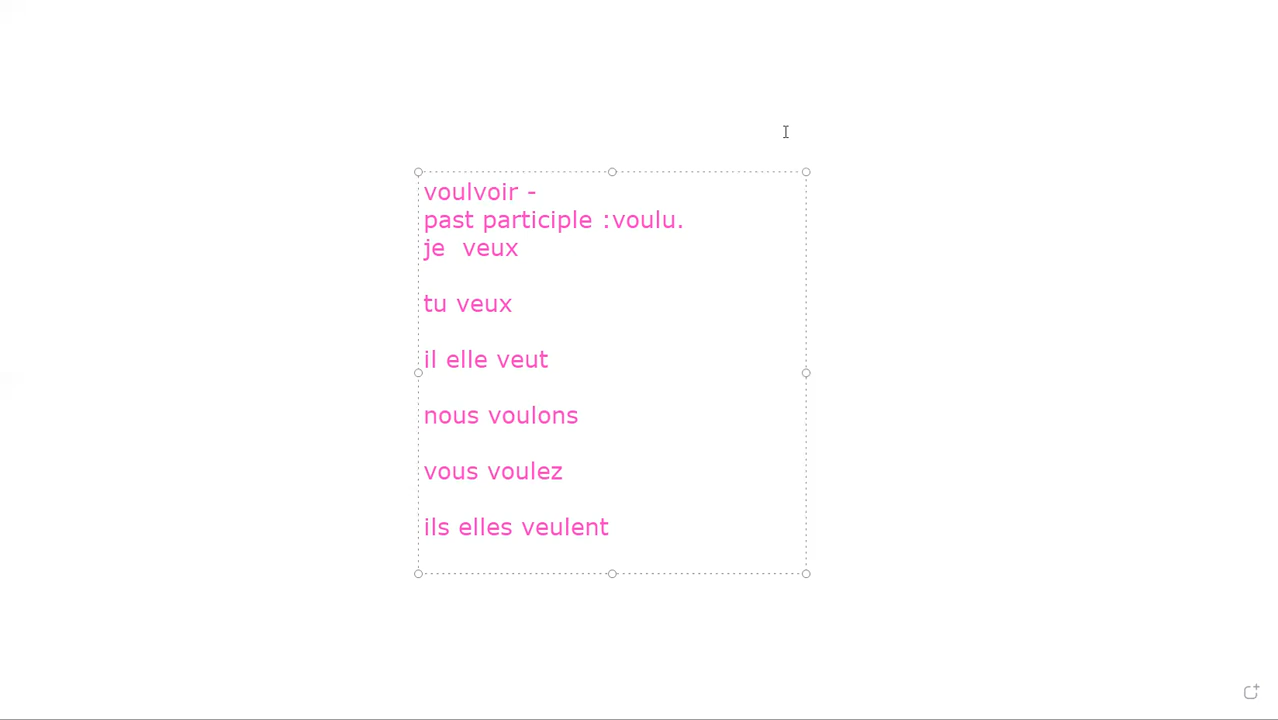 voulvoir -
past participle :voulu.
je  veux
tu veux
il elle veut
nous voulons
vous voulez
ils elles veulent